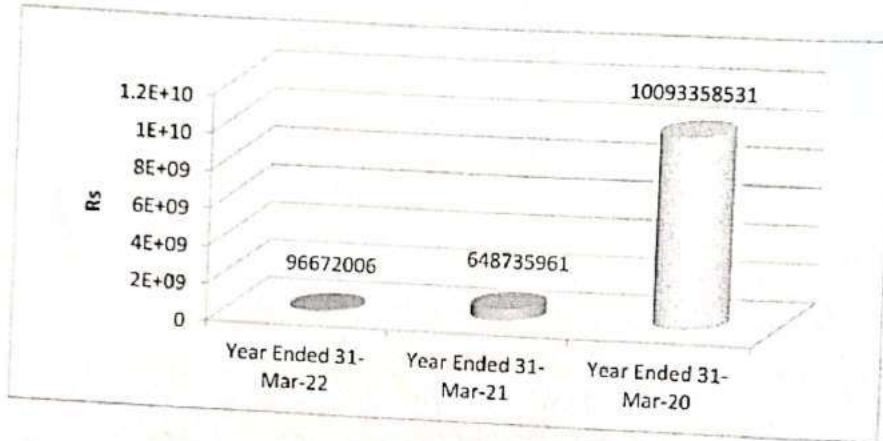 1.2E+10
1E+10
8E+09
6E+09
4E+09
2E+09
0
Rs
10093358531
96672006
648735961
Year Ended 31-
Mar-22
Year Ended 31-
Mar-21
Year Ended 31-
Mar-20